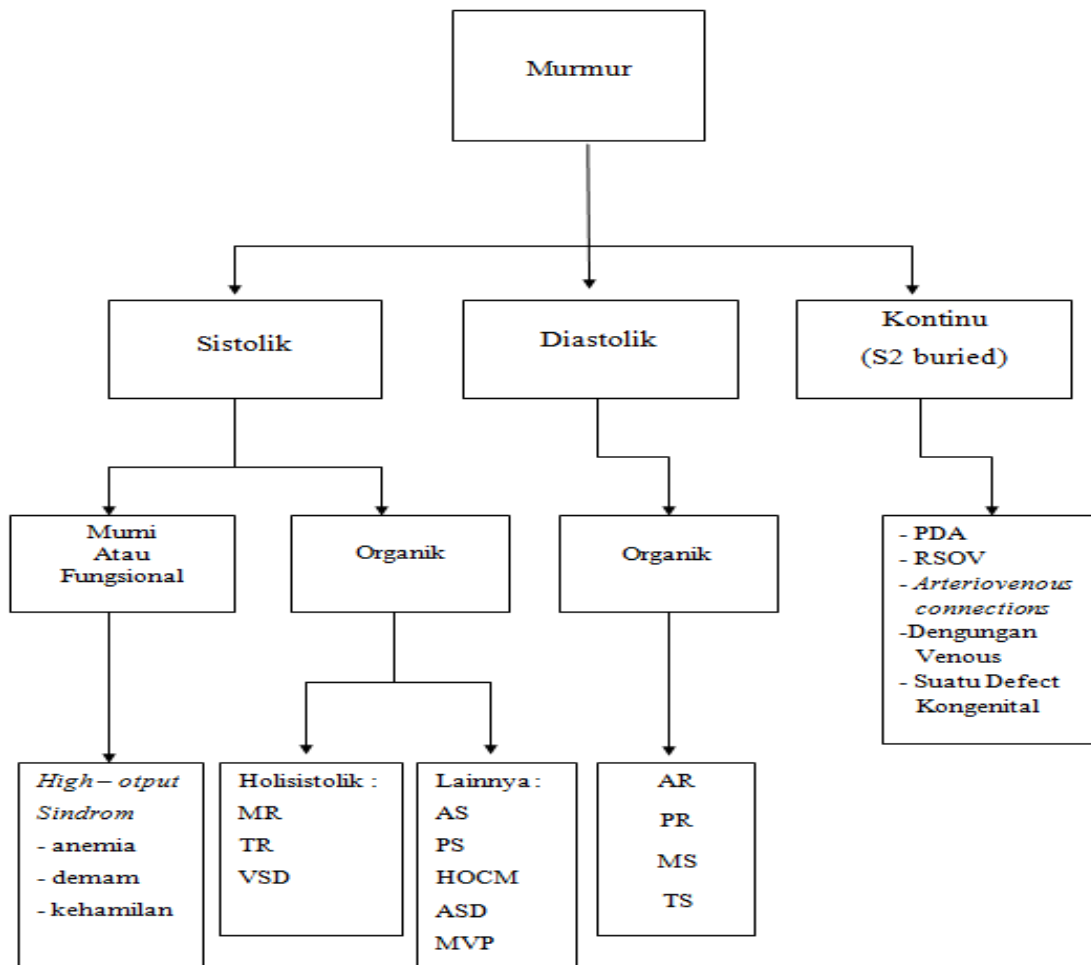 Murmur
Sistolik
Diastolik
Kontinu
(S2 buried)
Murni
Atau
Fungsional
Organik
Organik
- PDA
- RSOV
- Arteriovenous
connections
-Dengungan
Venous
- Suatu Defect
Kongenital
High – otput
Sindrom
- anemia
- demam
- kehamilan
Holisistolik :
MR
TR
VSD
Lainnya :
AS
PS
HOCM
ASD
MVP
AR
PR
MS
TS